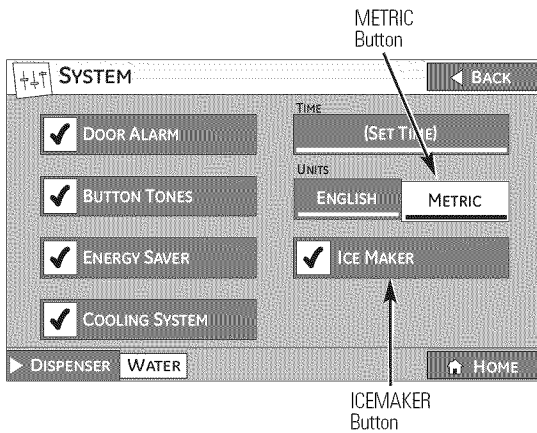 METRIC
Button
SYSTEM
BACK
DOOR ALARM
TIME
(SET TIME)
BUTTON TONES
UNITS
ENGLISH METRIC
ENERGY SAVER
ICE MAKER
COOLING SYSTEM
DISPENSER WATER
HOME
ICEMAKER
Button